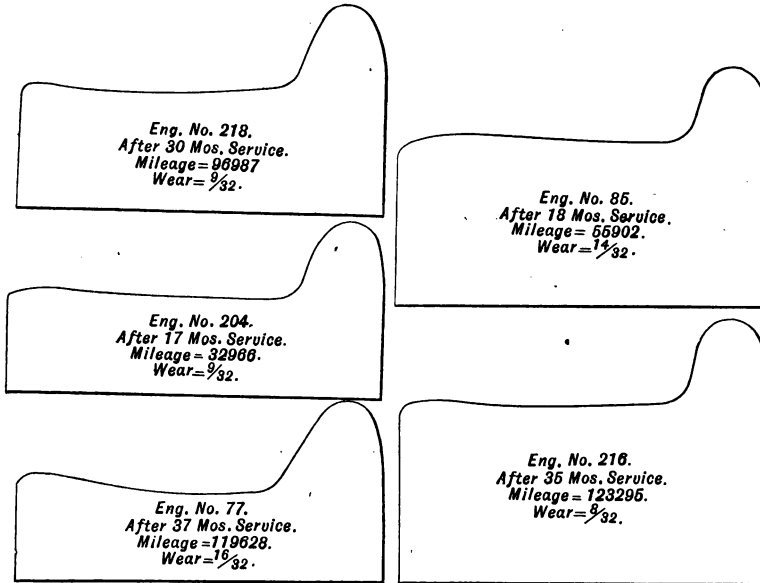 Eng. No. 218.
After 30 Mos. Service.
Mileage=96987
Wear=9/32.
Eng. No. 204.
After 17 Mos. Service.
Mileage=32966.
Wear=9/32.
Eng. No. 77.
After 37 Mos. Service.
Mileage=119628.
Wear=16/32.
Eng. No. 85.
After 18 Mos. Service.
Mileage=55902.
Wear=14/32.
Eng. No. 216.
After 35 Mos. Service.
Mileage=123295.
Wear=8/32.